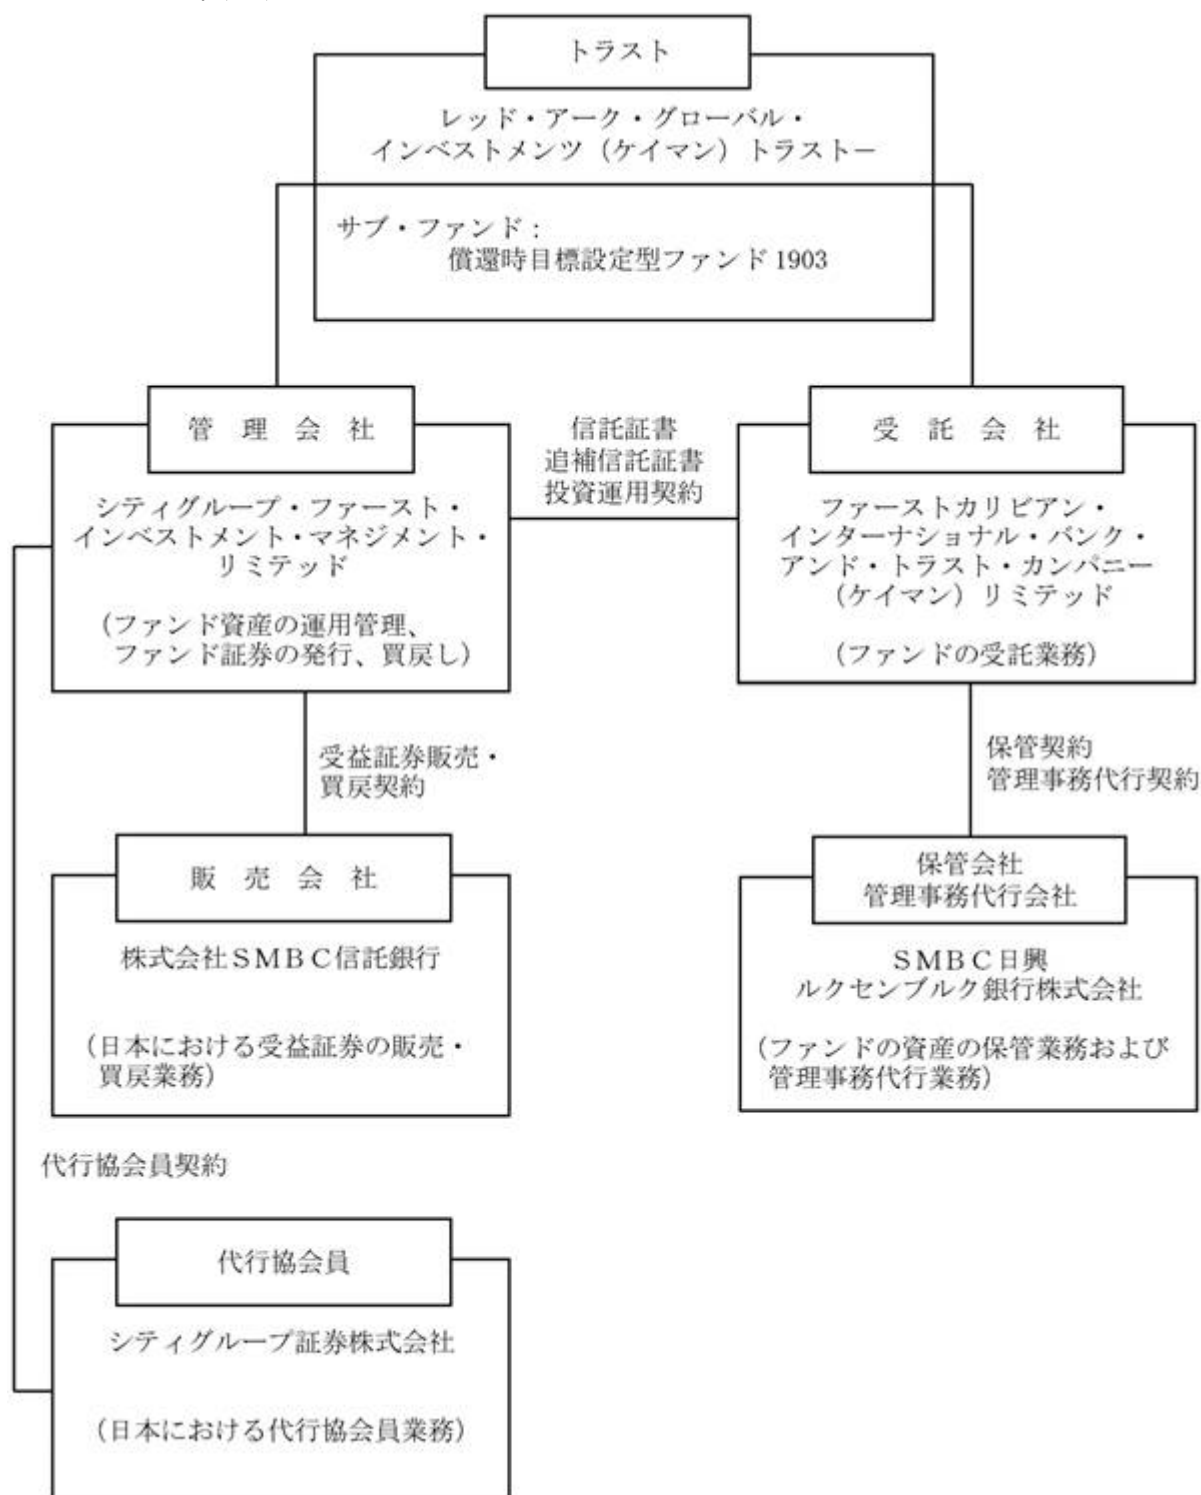 トラスト
レッド・アーク・グローバル・
インベストメンツ（ケイマン）トラスト－
サブ・ファンド：
償還時目標設定型ファンド 1903
管理会社
シティグループ・ファースト・
インベストメント・マネジメント・
リミテッド
（ファンド資産の運用管理、
ファンド証券の発行、買戻し）
信託証書
追補信託証書
投資運用契約
受託会社
ファーストカリビアン・
インターナショナル・バンク・
アンド・トラスト・カンパニー
（ケイマン）リミテッド
（ファンドの受託業務）
受益証券販売・
買戻契約
保管契約
管理事務代行契約
販売会社
株式会社ＳＭＢＣ信託銀行
（日本における受益証券の販売・
買戻業務）
保管会社
管理事務代行会社
ＳＭＢＣ日興
ルクセンブルク銀行株式会社
（ファンドの資産の保管業務および
管理事務代行業務）
代行協会員契約
代行協会員
シティグループ証券株式会社
（日本における代行協会員業務）